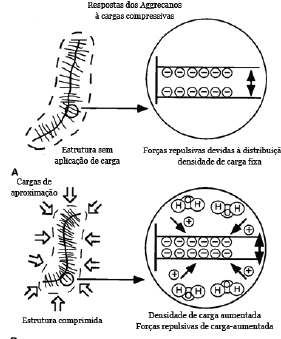 Respostas dos Aggrecanos
à cargas compressivas
Estrutura sem
aplicação de carga
Forças repulsivas devidas à distribuiçã
densidade de carga fixa
A
Cargas de
aproximação
H H
H H
H H
H H
Estrutura comprimida
Densidade de carga aumentada
Forças repulsivas de carga-aumentada